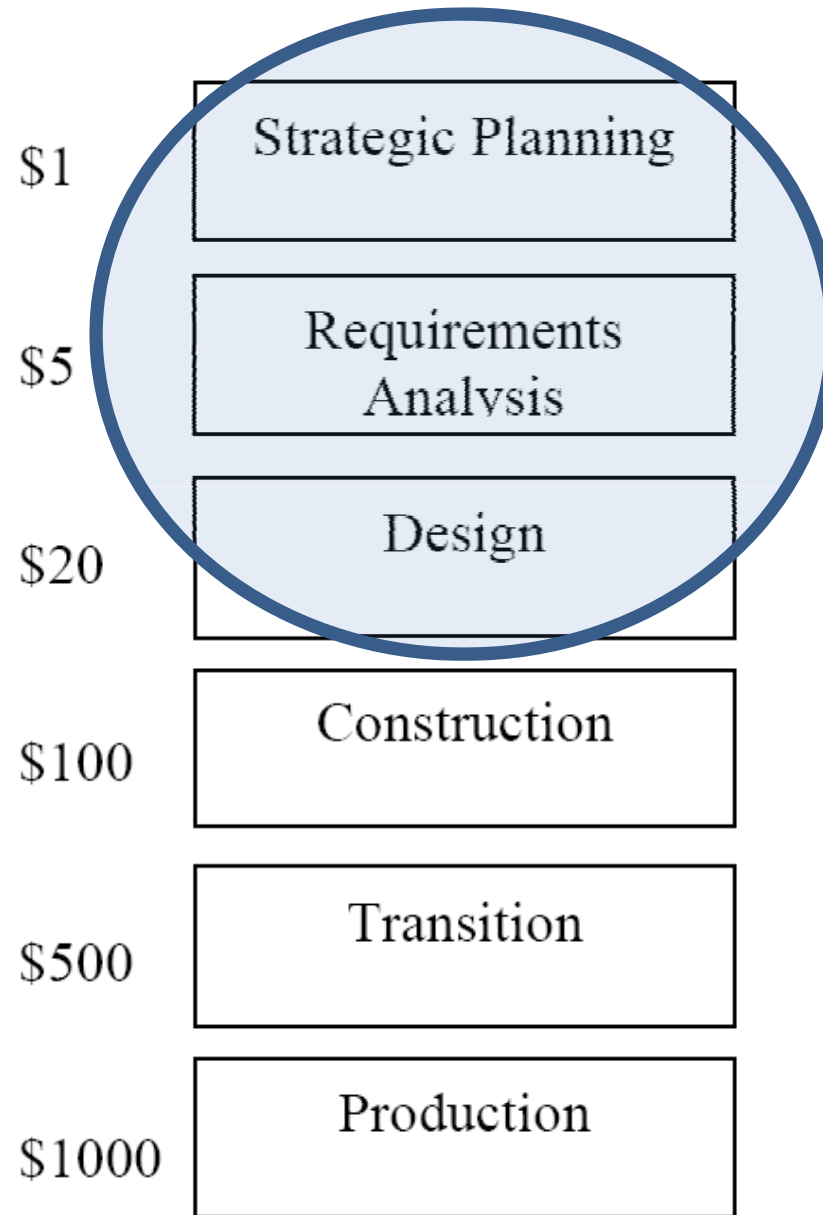 $1
Strategic Planning
$5
Requirements
Analysis
$20
Design
$100
Construction
$500
Transition
$1000
Production